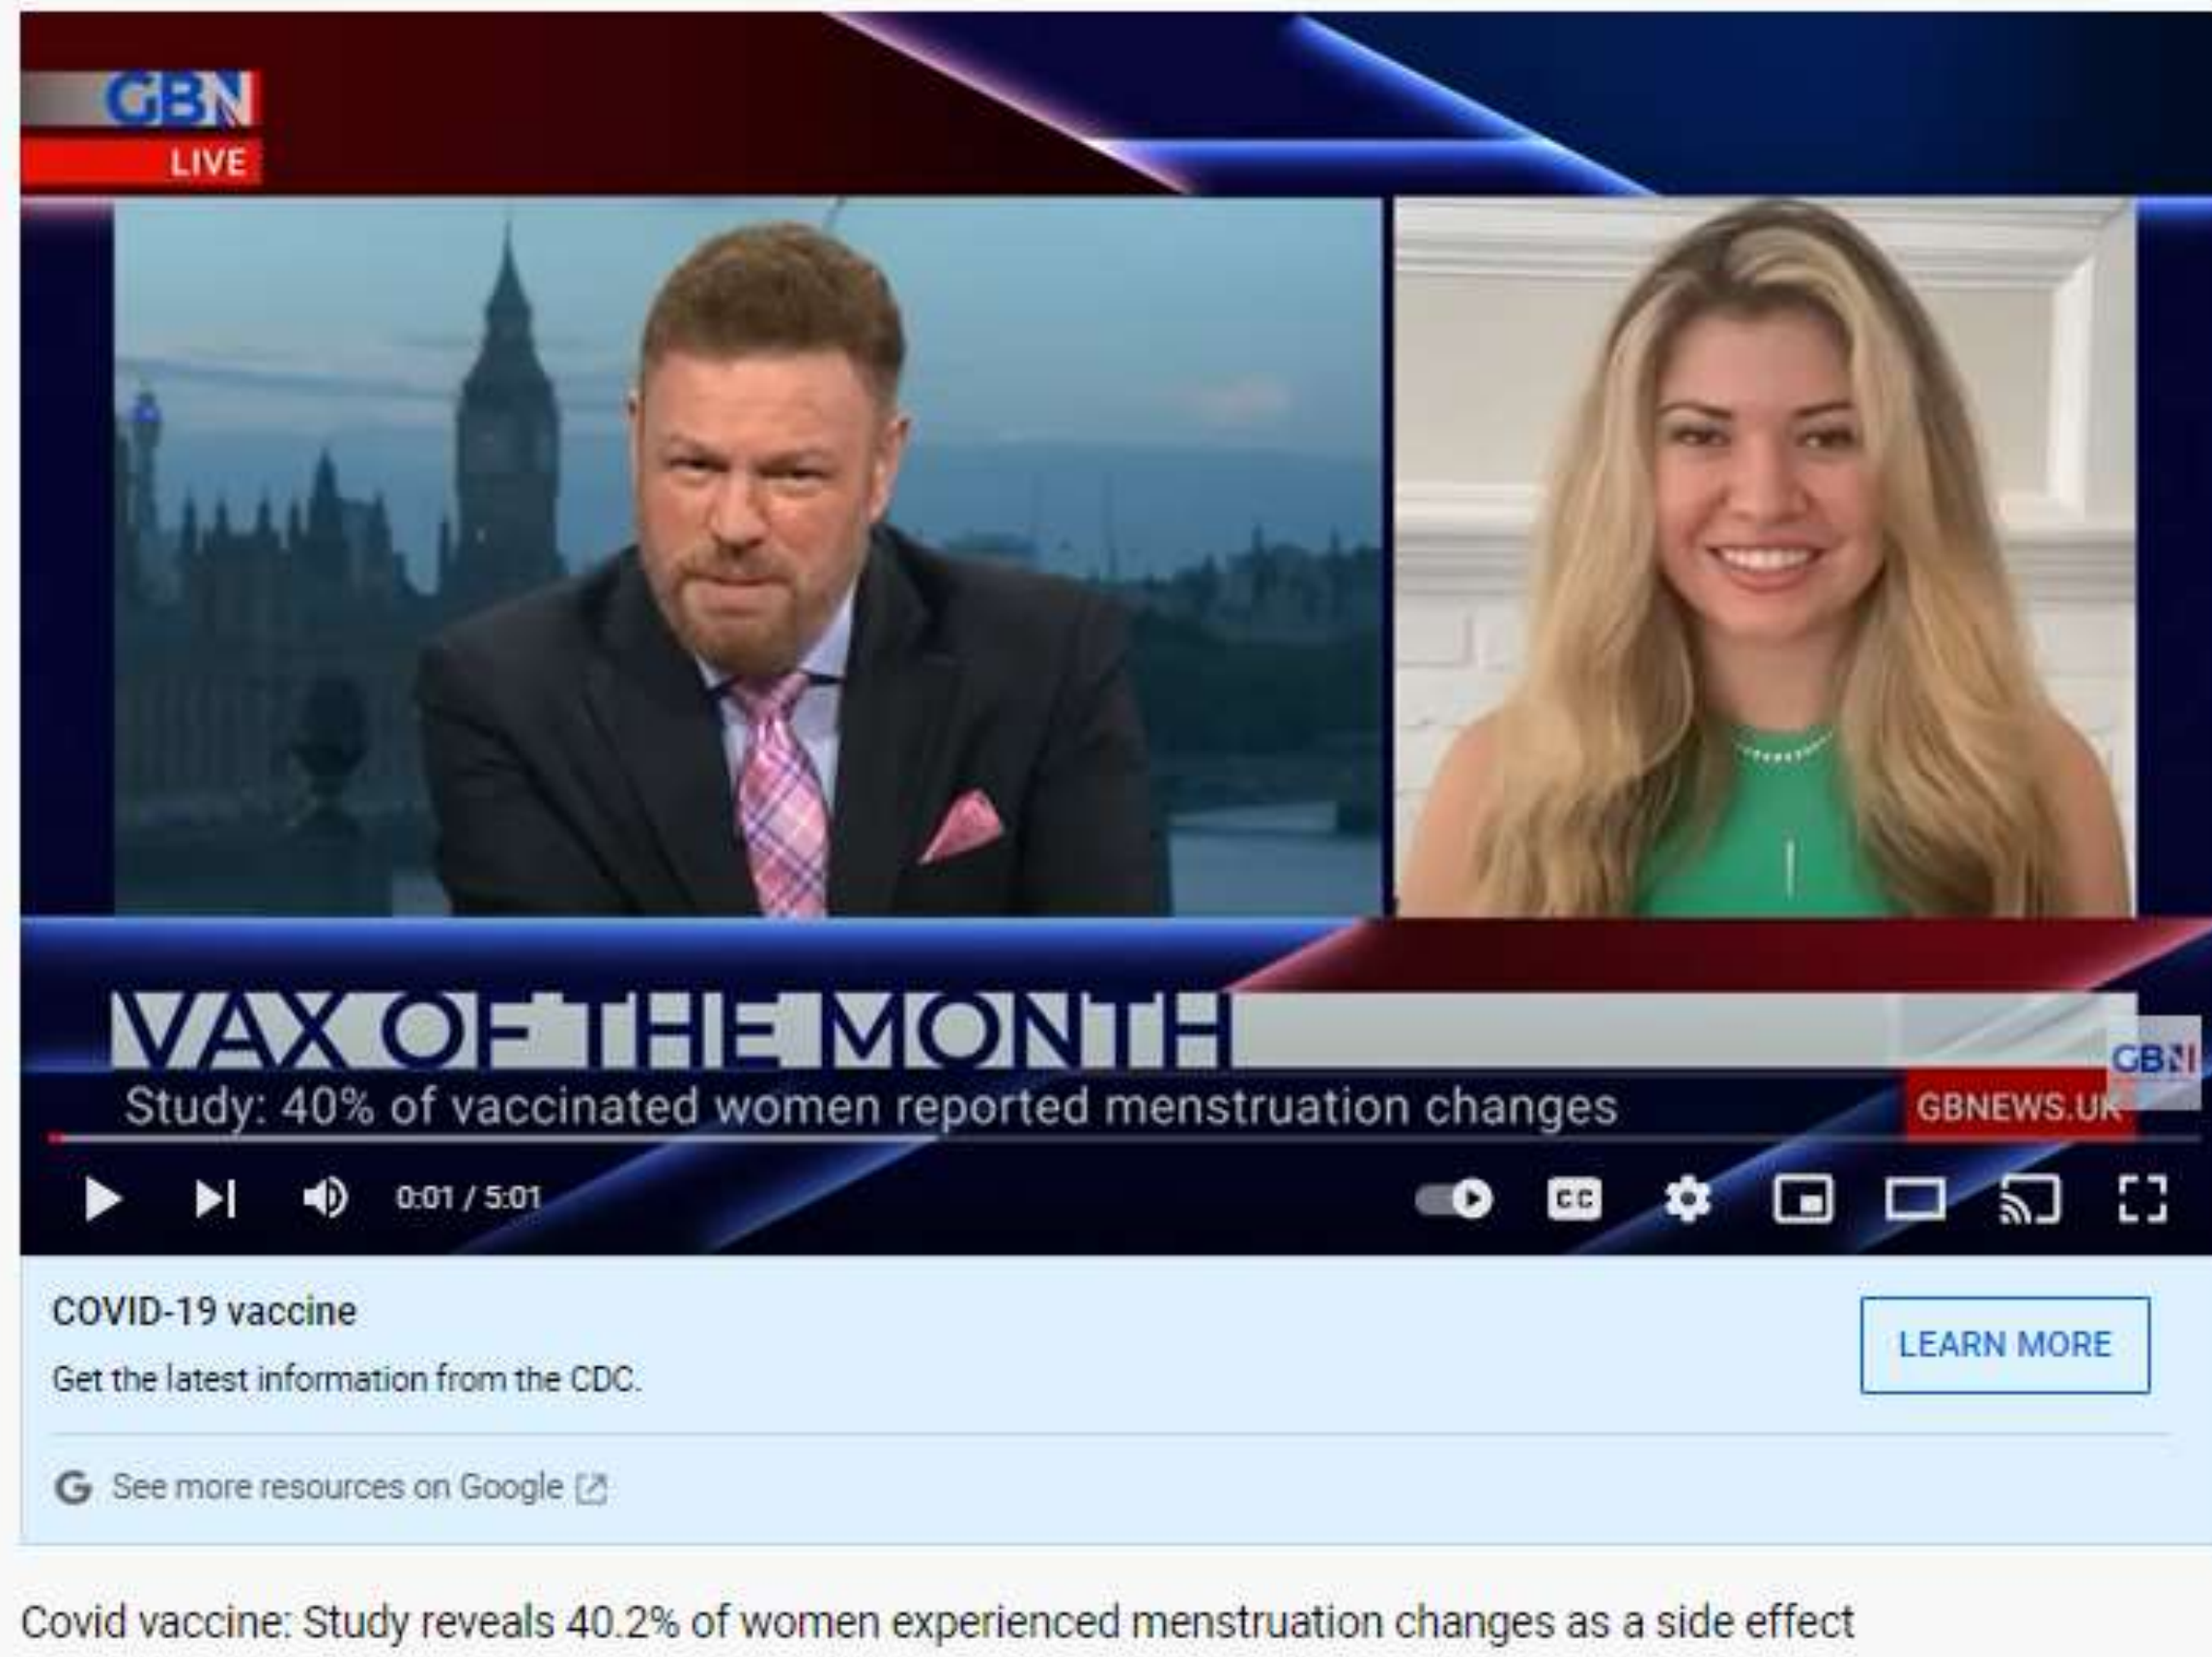 GBN
LIVE
VAX OF THE MONTH
GBN
Study: 40% of vaccinated women reported menstruation changes
GBNEWS.UK
0:01 / 5:01
CC
COVID-19 vaccine
LEARN MORE
Get the latest information from the CDC.
G See more resources on Google
Covid vaccine: Study reveals 40.2% of women experienced menstruation changes as a side effect